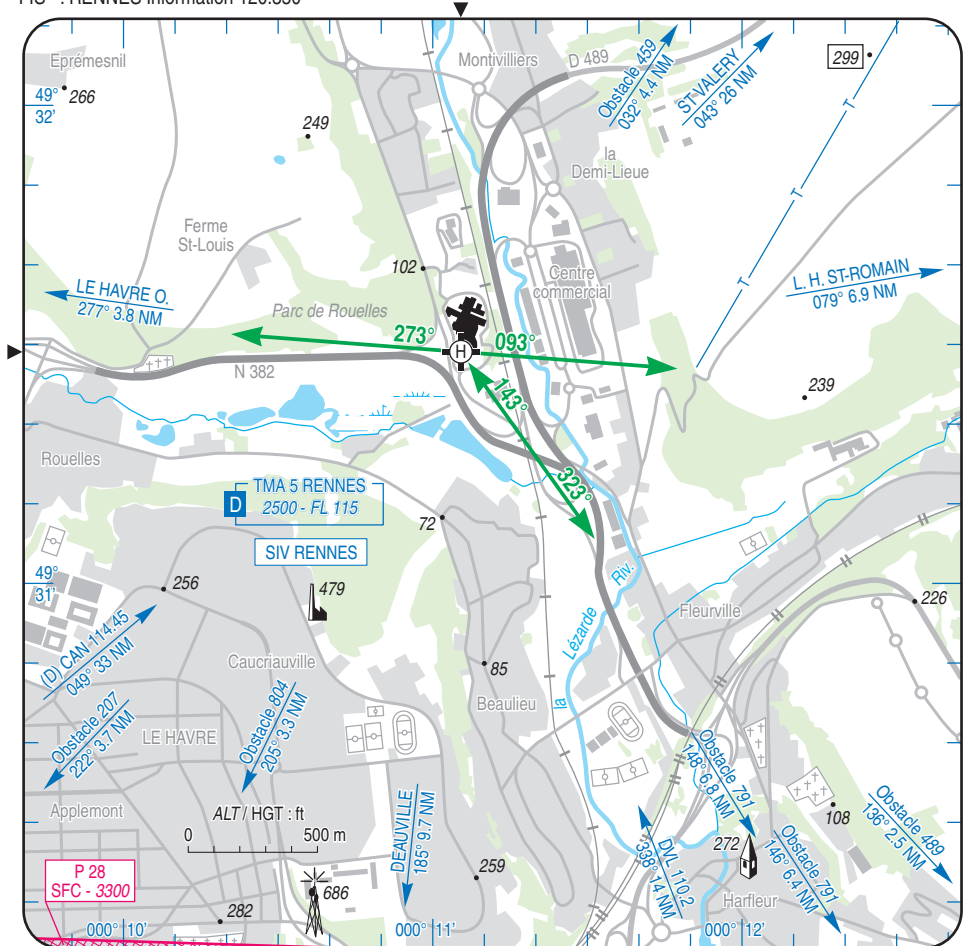 Eprémesnil
266
49°
32'
249
Montivilliers
D 489
Obstacle 459
032° 4.4 NM
ST VALERY
043° 26 NM
299
T
T
T
la
Demi-Lieue
Ferme
St-Louis
102
Centre
commercial
LE HAVRE O.
277° 3.8 NM
L. H. ST-ROMAIN
079° 6.9 NM
Parc de Rouelles
273°
093°
H
N 382
143°
239
Rouelles
323°
D
TMA 5 RENNES
2500 - FL 115
72
SIV RENNES
49°
31'
256
479
Riv.
Lézarde
la
Fleurville
226
(D) CAN 114.45
049° 33 NM
Caucriauville
85
Beaulieu
Obstacle 207
222° 3.7 NM
LE HAVRE
Obstacle 804
205° 3.3 NM
Obstacle 791
148° 6.8 NM
Applemont
ALT / HGT : ft
0
500 m
DEAUVILLE
185° 9.7 NM
DVL 110.2
338° 14 NM
272
Obstacle 791
146° 6.4 NM
108
Obstacle 489
136° 2.5 NM
P 28
SFC - 3300
686
259
Harfleur
282
000° 10'
000° 11'
000° 12'